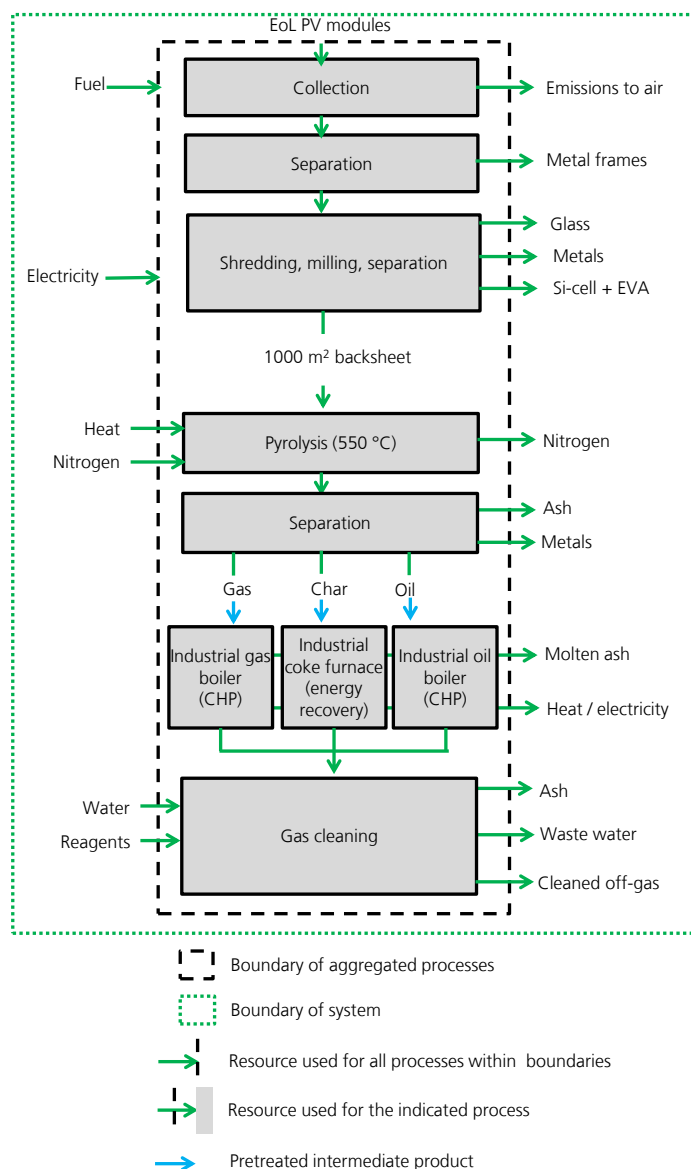 EoL PV modules
Fuel
Collection
Emissions to air
Separation
Metal frames
Glass
Shredding, milling, separation
Metals
Electricity
Si-cell + EVA
1000 m² backsheet
Heat
Pyrolysis (550 °C)
Nitrogen
Nitrogen
Ash
Separation
Metals
Gas
Char
Oil
Industrial gas
boiler
(CHP)
Industrial
coke furnace
(energy
recovery)
Industrial oil
boiler
(CHP)
Molten ash
Heat / electricity
Ash
Water
Gas cleaning
Waste water
Reagents
Cleaned off-gas
Boundary of aggregated processes
Boundary of system
Resource used for all processes within boundaries
Resource used for the indicated process
Pretreated intermediate product